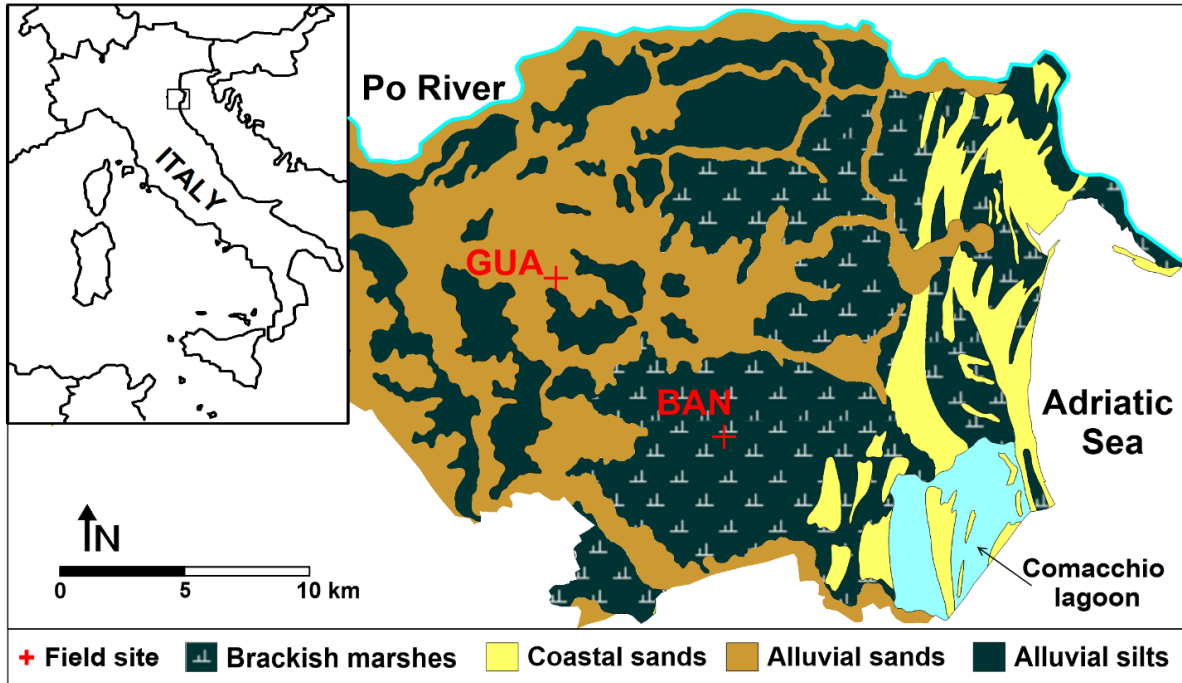 ITALY
Po River
GUA
BAN
Adriatic
Sea
N
0 5 10 km
Comacchio
lagoon
Field site
Brackish marshes
Coastal sands
Alluvial sands
Alluvial silts